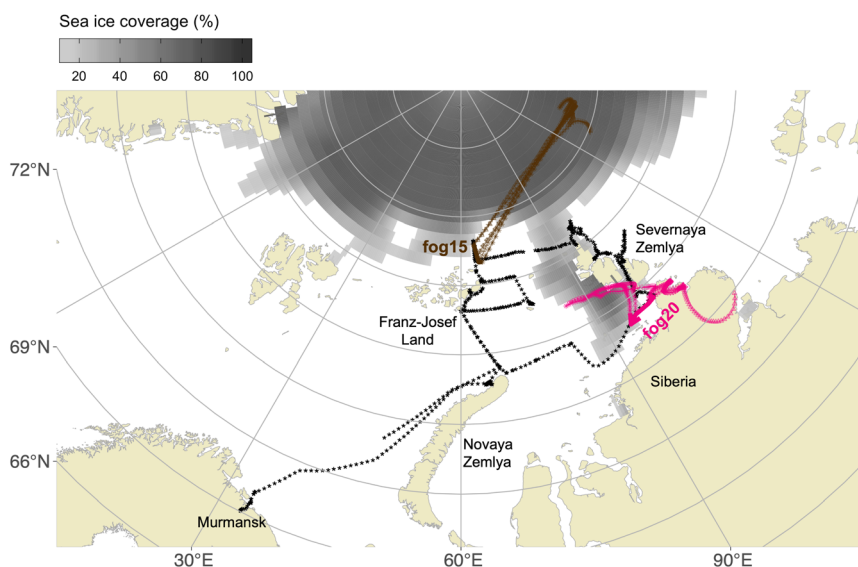 Sea ice coverage (%)
20 40 60 80 100
72°N
fog15
Severnaya
Zemlya
Franz-Josef
Land
fog20
69°N
Siberia
Novaya
Zemlya
66°N
Murmansk
30°E 60°E 90°E